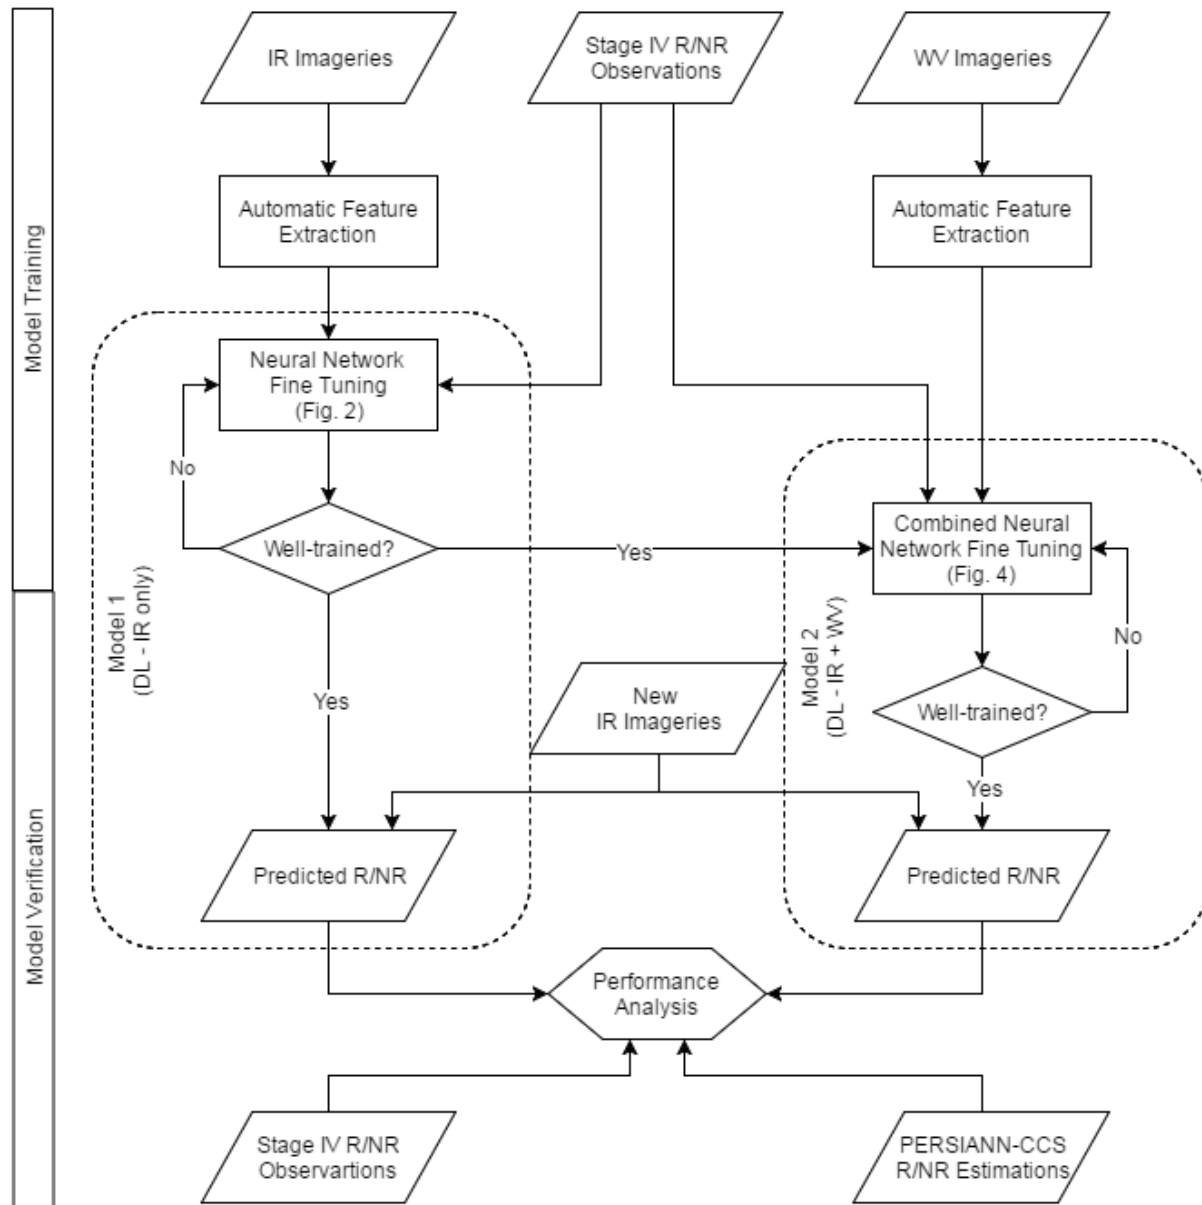 IR Imageries
Stage IV R/NR
Observations
WV Imageries
Automatic Feature
Extraction
Automatic Feature
Extraction
Model Training
Neural Network
Fine Tuning
(Fig. 2)
No
Well-trained?
Yes
Combined Neural
Network Fine Tuning
(Fig. 4)
No
Model 1
(DL - IR only)
Yes
New
IR Imageries
Model 2
(DL - IR + WV)
Well-trained?
Yes
Model Verification
Predicted R/NR
Predicted R/NR
Performance
Analysis
Stage IV R/NR
Observartions
PERSIANN-CCS
R/NR Estimations